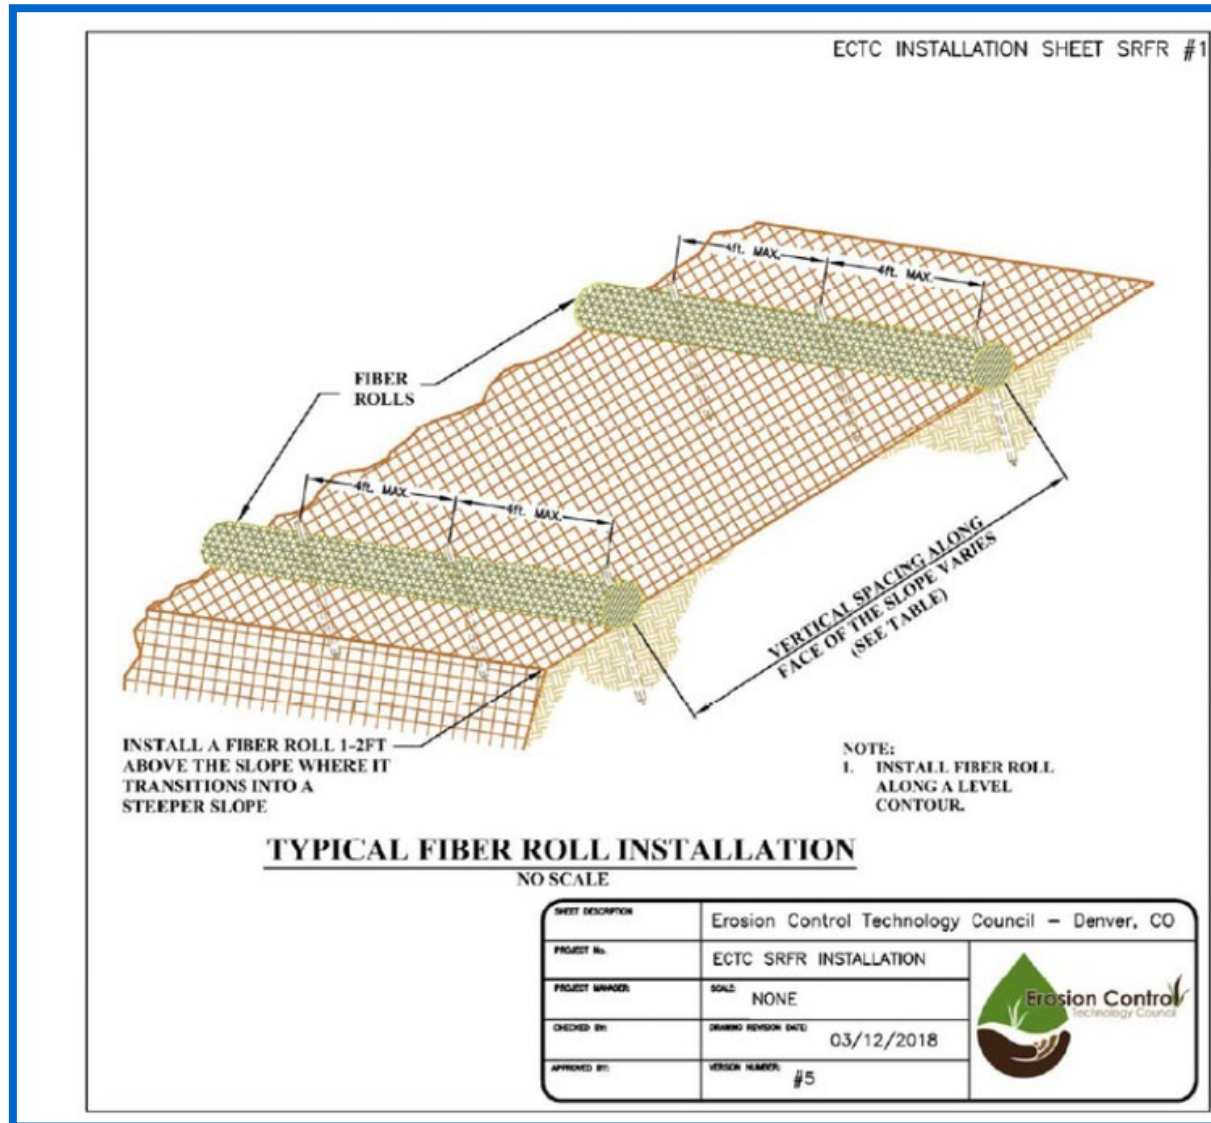 ECTC INSTALLATION SHEET SRFR #1
4ft. MAX.
4ft. MAX.
FIBER
ROLLS
4ft. MAX.
4ft. MAX.
VERTICAL SPACING ALONG
FACE OF THE SLOPE VARIES
(SEE TABLE)
INSTALL A FIBER ROLL 1-2FT
ABOVE THE SLOPE WHERE IT
TRANSITIONS INTO A
STEEPER SLOPE
NOTE:
1. INSTALL FIBER ROLL
ALONG A LEVEL
CONTOUR.
TYPICAL FIBER ROLL INSTALLATION
NO SCALE
SHEET DESCRIPTION
Erosion Control Technology Council – Denver, CO
PROJECT No.
ECTC SRFR INSTALLATION
PROJECT MANAGER:
SCALE:
NONE
CHECKED BY:
DRAWING REVISION DATE:
03/12/2018
APPROVED BY:
VERSION NUMBER:
#5
Erosion Control
Technology Council